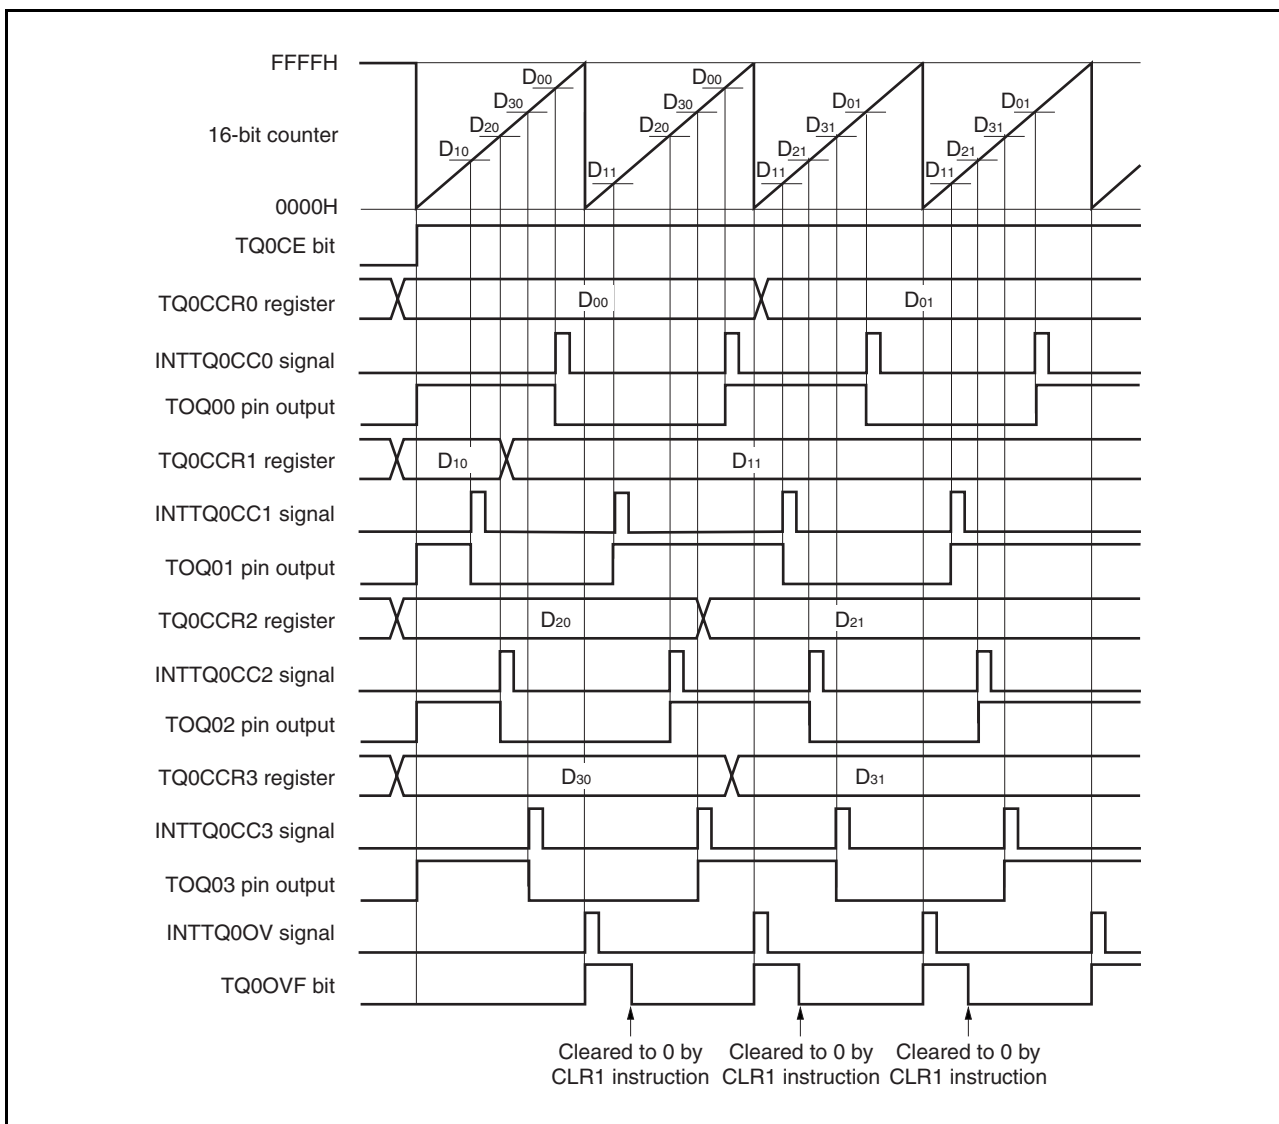 FFFFH
D00
D00
D30
D30
D01
D01
16-bit counter
D20
D20
D31
D31
D10
D21
D21
D11
D11
D11
0000H
TQ0CE bit
TQ0CCR0 register
D00
D01
INTTQ0CC0 signal
TOQ00 pin output
TQ0CCR1 register
D10
D11
INTTQ0CC1 signal
TOQ01 pin output
TQ0CCR2 register
D20
D21
INTTQ0CC2 signal
TOQ02 pin output
TQ0CCR3 register
D30
D31
INTTQ0CC3 signal
TOQ03 pin output
INTTQ0OV signal
TQ0OVF bit
Cleared to 0 by
CLR1 instruction
Cleared to 0 by
CLR1 instruction
Cleared to 0 by
CLR1 instruction